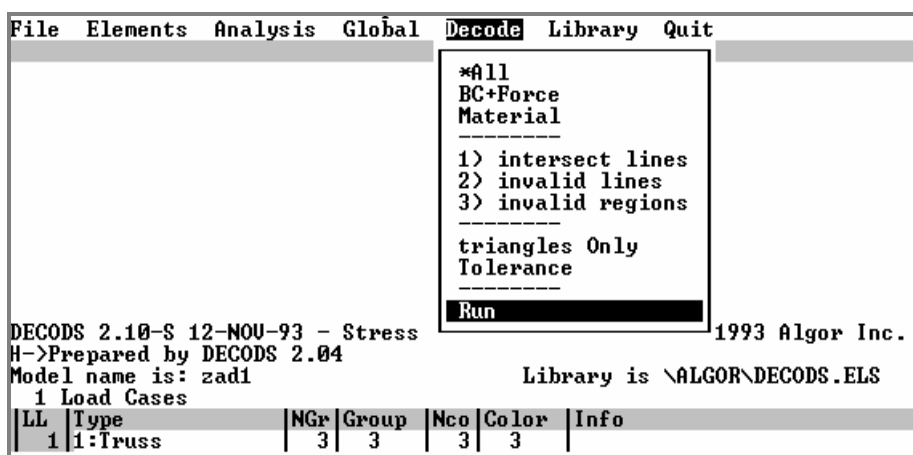 File Elements Analysis Global Decode Library Quit
*All
BC+Force
Material
--------
1) intersect lines
2) invalid lines
3) invalid regions
--------
triangles Only
Tolerance
--------
Run
DECODS 2.10-S 12-NOV-93 - Stress 1993 Algor Inc.
H->Prepared by DECODS 2.04
Model name is: zad1 Library is \ALGOR\DECODS.ELS
1 Load Cases
LL Type NGr Group Nco Color Info
1 1:Truss 3 3 3 3